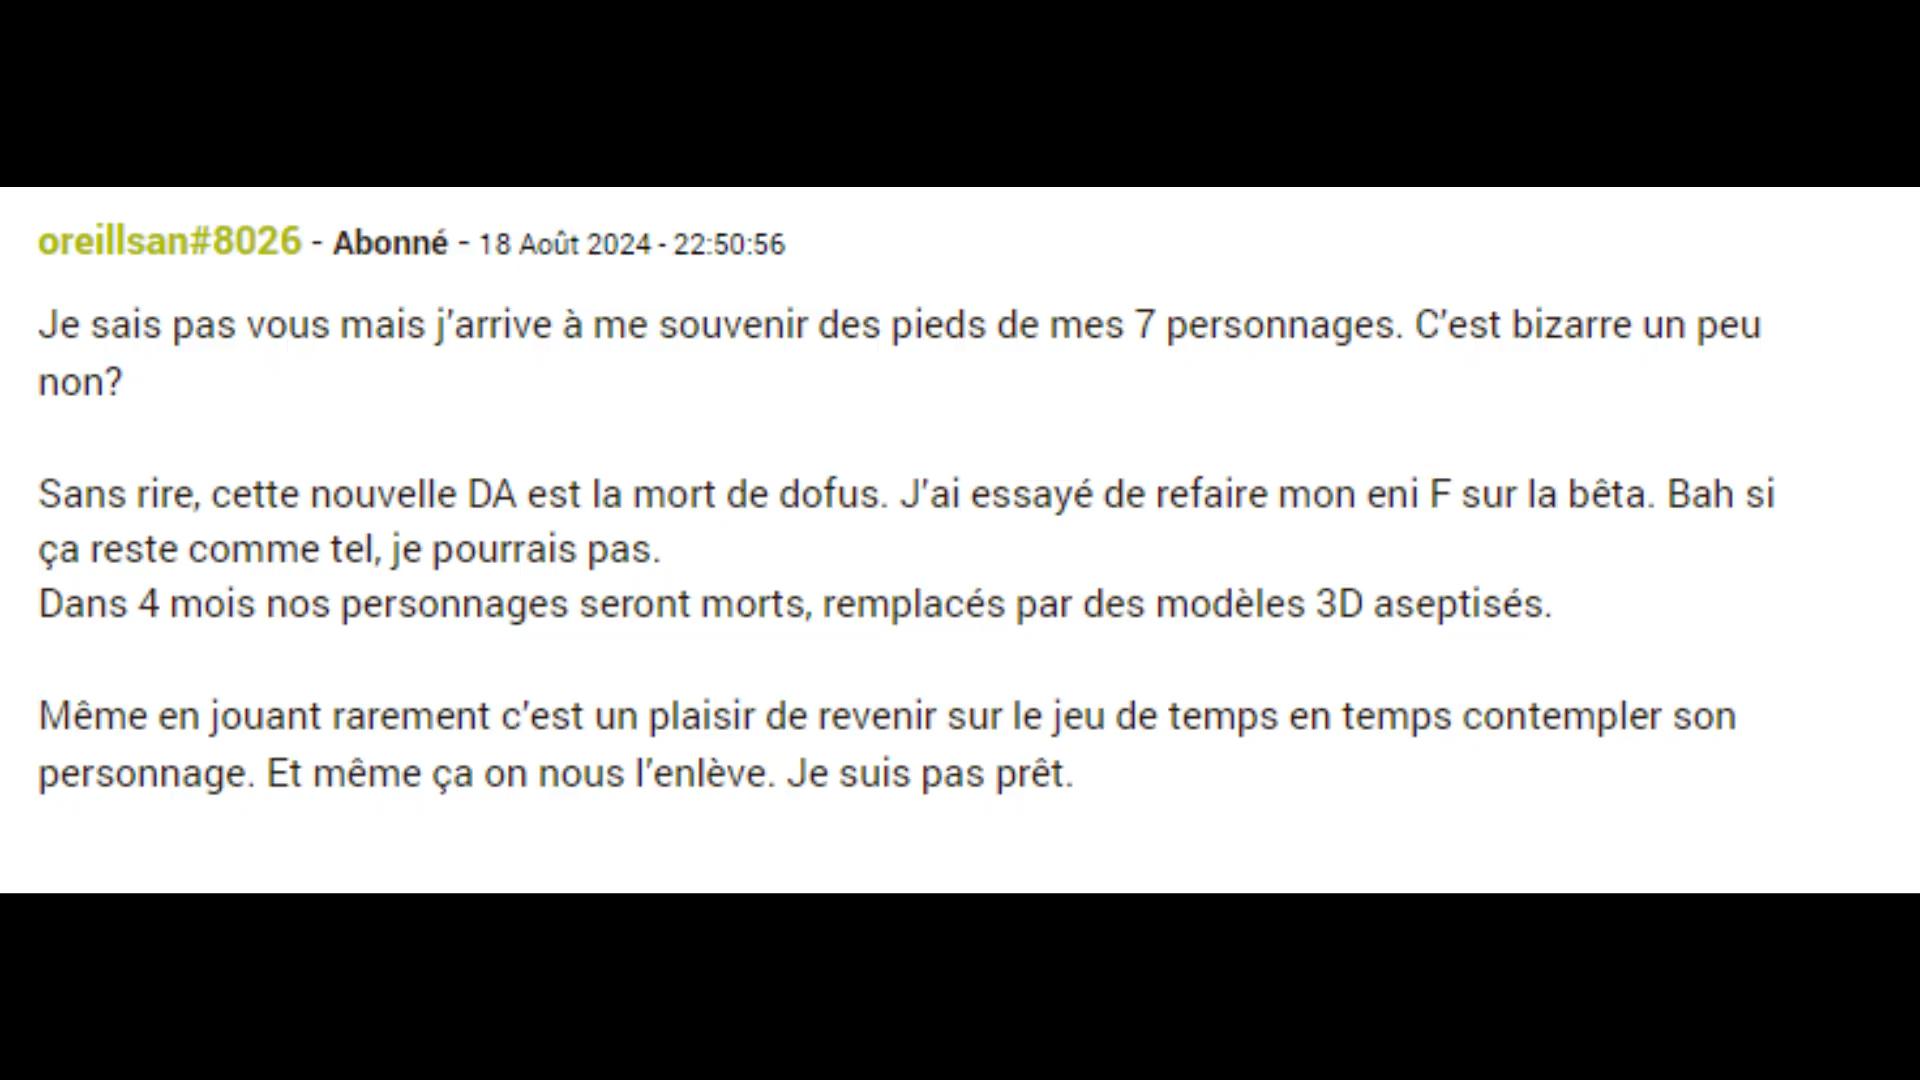 oreillsan#8026 - Abonné - 18 Août 2024 - 22:50:56
Je sais pas vous mais j'arrive à me souvenir des pieds de mes 7 personnages. C'est bizarre un peu
non?
Sans rire, cette nouvelle DA est la mort de dofus. J'ai essayé de refaire mon eni F sur la bêta. Bah si
ça reste comme tel, je pourrais pas.
Dans 4 mois nos personnages seront morts, remplacés par des modèles 3D aseptisés.
Même en jouant rarement c'est un plaisir de revenir sur le jeu de temps en temps contempler son
personnage. Et même ça on nous l'enlève. Je suis pas prêt.